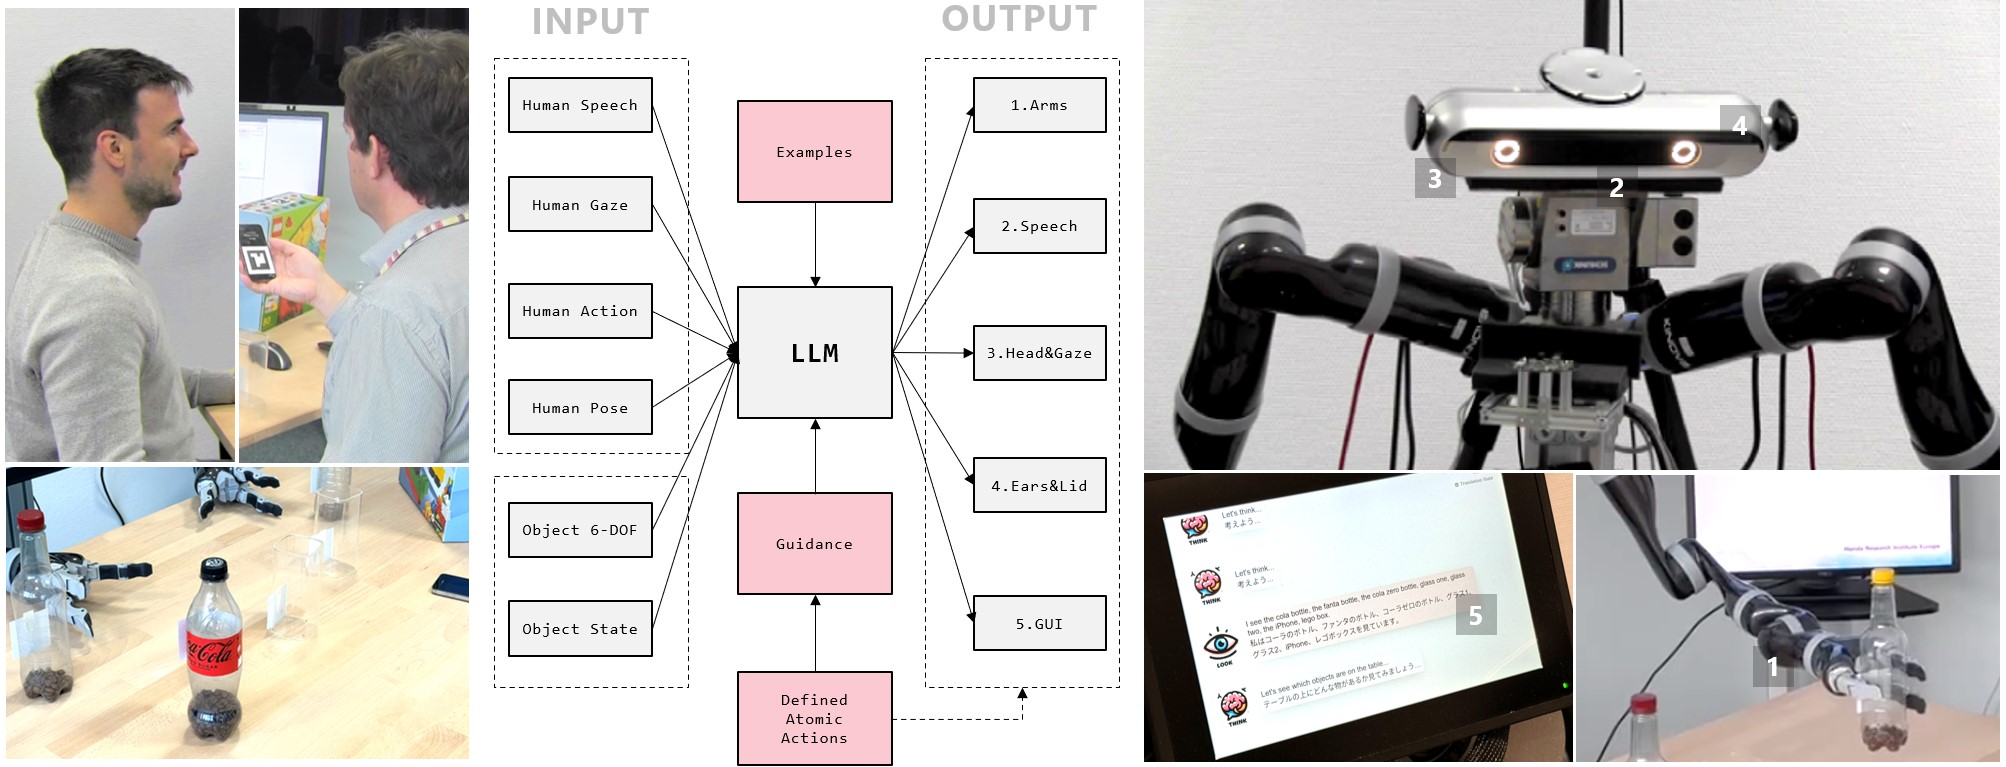 INPUT
Human Speech
Human Gaze
Human Action
Human Pose
Object 6-DOF
Object State
Examples
LLM
Guidance
Defined
Atomic
Actions
OUTPUT
1.Arms
2.Speech
3.Head&Gaze
4.Ears&Lid
5.GUI
4
3
2
KINOVA
Coca-Cola
Let's think...
考えよう...
THINK
Let's think...
考えよう...
THINK
I see the cola bottle, the fanta bottle, the cola zero bottle, glass one, glass
two, the iPhone, lego box.
私はコーラのボトル、ファンタのボトル、コーラゼロのボトル、グラス1、
グラス2、iPhone、レゴボックスを見ています。
LOOK
Let's see which objects are on the table...
テーブルの上にどんな物があるか見てみましょう...
THINK
5
Honda Research Institute Europe
1